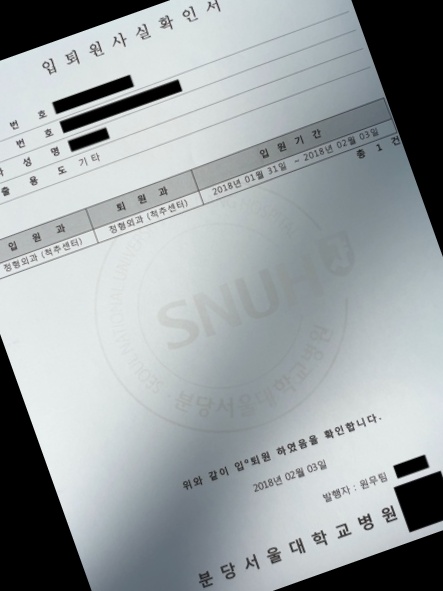 입 퇴 원 사 실 확 인 서
번 호
번 호
성 명
용 도 기타
입 원 과 퇴 원 과 입 원 기 간
정형외과 (척추센터) 정형외과 (척추센터) 2018년 01월 31일 ~ 2018년 02월 03일
총 1 건
SNUH
분당서울대학교병원
위와 같이 입°퇴원 하였음을 확인합니다.
2018년 02월 03일
발행자 : 원무팀
분 당 서 울 대 학 교 병 원